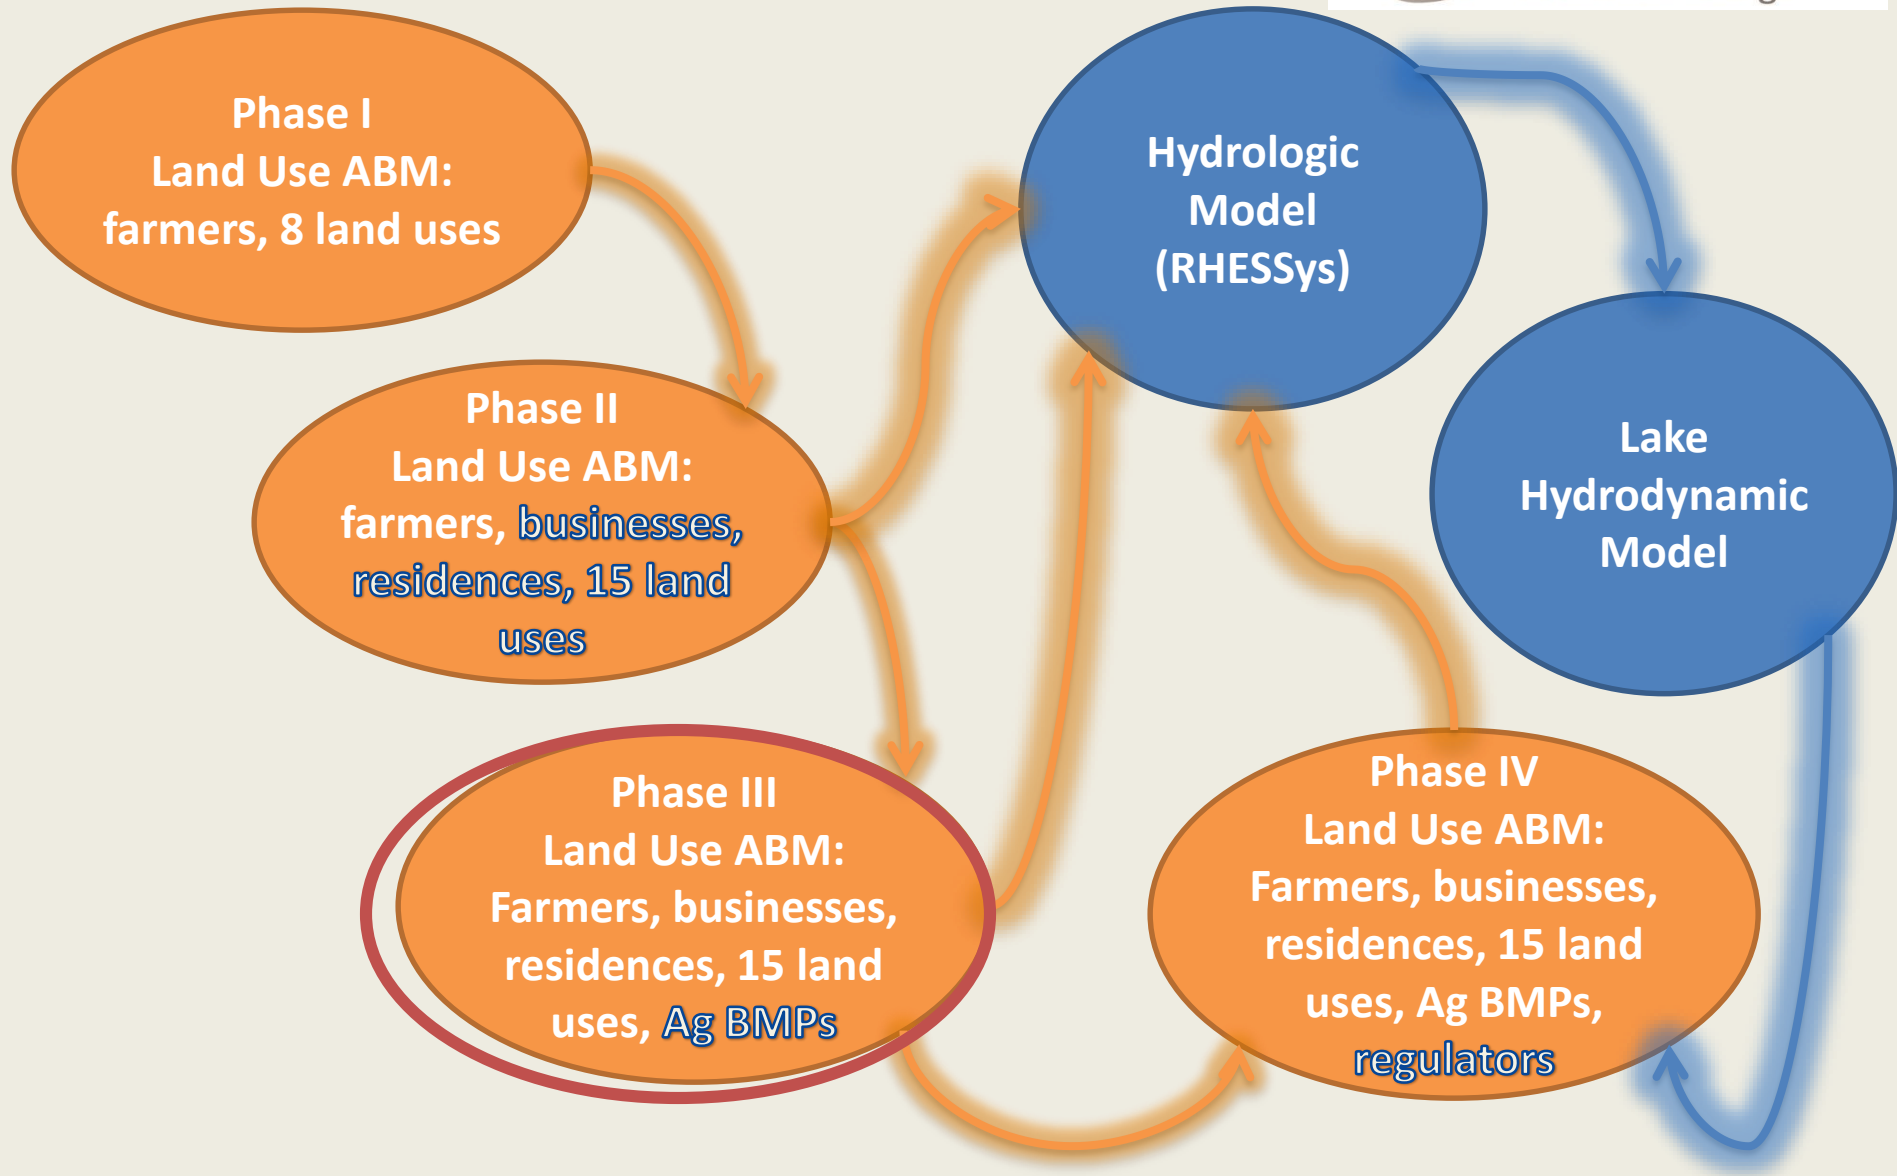 Phase I
Land Use ABM:
farmers, 8 land uses
Hydrologic
Model
(RHESSys)
Phase II
Land Use ABM:
farmers, businesses,
residences, 15 land
uses
Lake
Hydrodynamic
Model
Phase III
Land Use ABM:
Farmers, businesses,
residences, 15 land
uses, Ag BMPs
Phase IV
Land Use ABM:
Farmers, businesses,
residences, 15 land
uses, Ag BMPs,
regulators